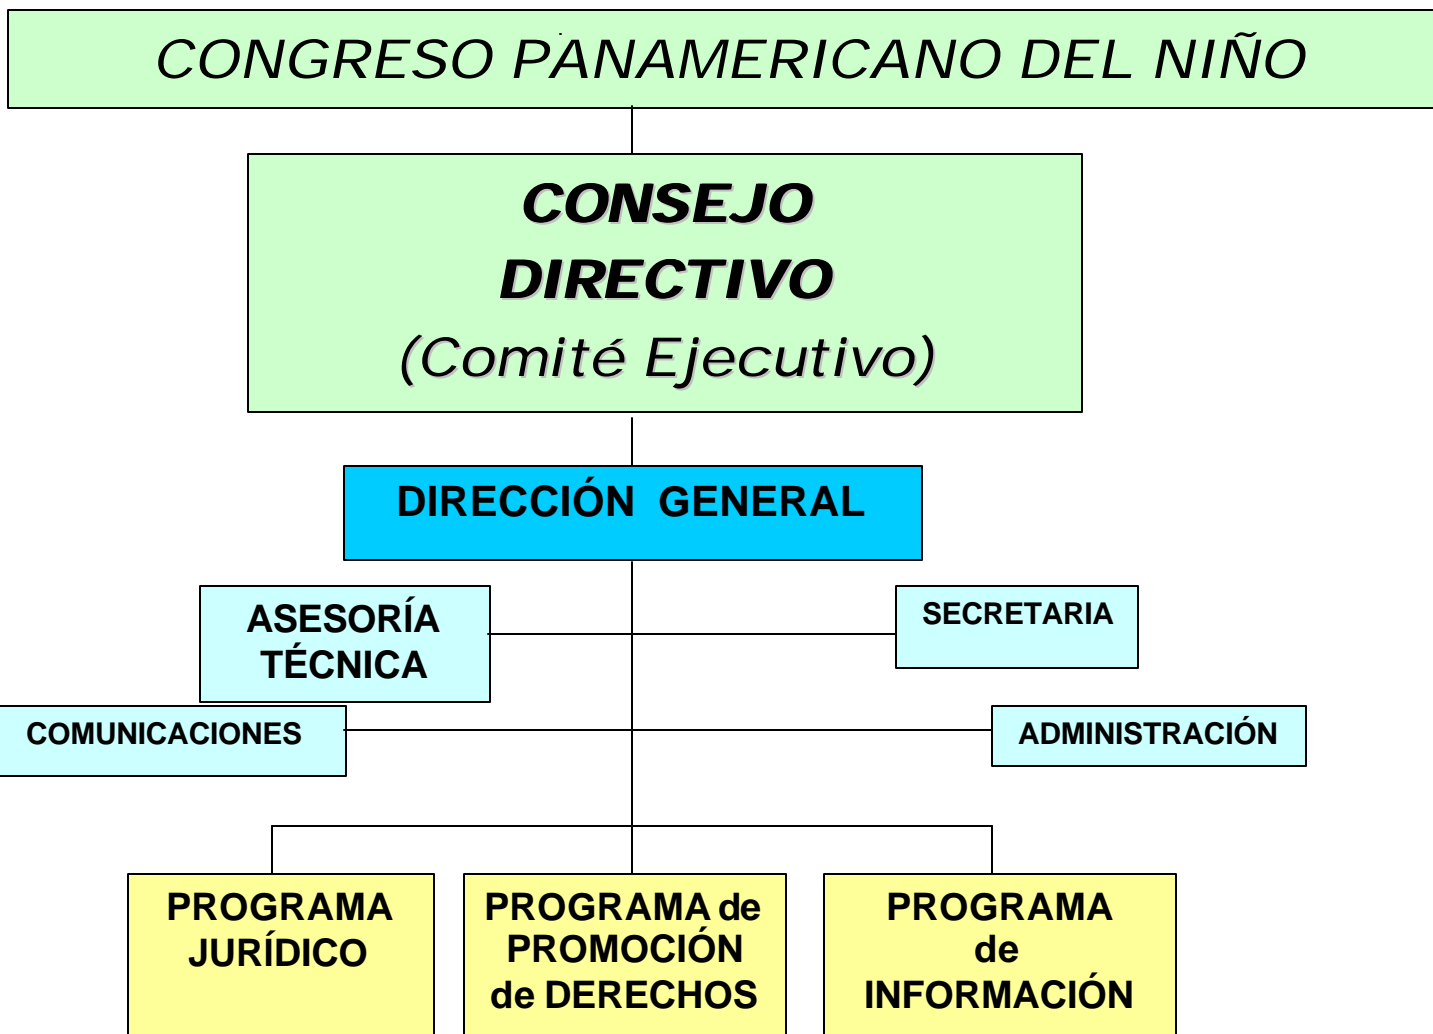 CONGRESO PANAMERICANO DEL NIÑO
CONSEJO
DIRECTIVO
(Comité Ejecutivo)
DIRECCIÓN GENERAL
ASESORÍA
TÉCNICA
SECRETARIA
COMUNICACIONES
ADMINISTRACIÓN
PROGRAMA
JURÍDICO
PROGRAMA de
PROMOCIÓN
de DERECHOS
PROGRAMA
de
INFORMACIÓN